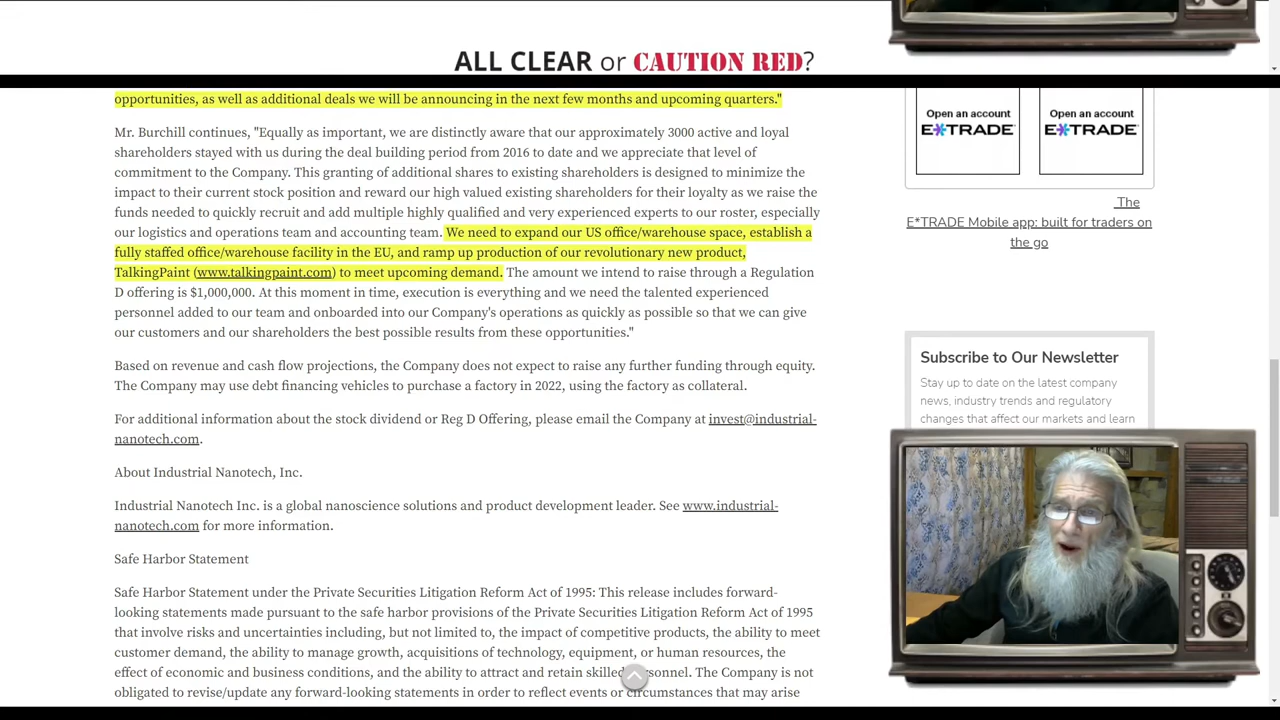 ALL CLEAR or CAUTION RED?
opportunities, as well as additional deals we will be announcing in the next few months and upcoming quarters."
Mr. Burchill contines, "Equally as important, we are distinctly aware that our approximately 3000 active and loyal
shareholders stayed with us during the deal building period from 2016 to date and we appreciate that level of
commitment to the Company. This granting of additional shares to existing shareholders is designed to minimize the
impact to their current stock position and reward our high valued existing shareholders for their loyalty as we raise the
funds needed to quickly recruit and add multiple highly qualified and very experienced experts to our roster, especially
our logistics and operations team and accounting team. We need to expand our US office/warehouse space, establish a
fully staffed office/warehouse facility in the EU, and ramp up production of our revolutionary new product,
TalkingPaint (www.talkingpaint.com) to meet upcoming demand. The amount we intend to raise through a Regulation
D offering is $1,000,000. At this moment in time, execution is everything and we need the talented experienced
personnel added to our team and onboarded into our Company's operations as quickly as possible so that we can give
our customers and our shareholders the best possible results from these opportunities."
Based on revenue and cash flow projections, the Company does not expect to raise any further funding through equity.
The Company may use debt financing vehicles to purchase a factory in 2022, using the factory as collateral.
For additional information about the stock dividend or Reg D Offering, please email the Company at invest@industrial-
nanotech.com.
About Industrial Nanotech, Inc.
Industrial Nanotech Inc. is a global nanoscience solutions and product development leader. See www.industrial-
nanotech.com for more information.
Safe Harbor Statement
Safe Harbor Statement under the Private Securities Litigation Reform Act of 1995: This release includes forward-
looking statements made pursuant to the safe harbor provisions of the Private Securities Litigation Reform Act of 1995
that involve risks and uncertainties including, but not limited to, the impact of competitive products, the ability to meet
customer demand, the ability to manage growth, acquisitions of technology, equipment, or human resources, the
effect of economic and business conditions, and the ability to attract and retain skilled personnel. The Company is not
obligated to revise/update any forward-looking statements in order to reflect events or circumstances that may arise
Open an account
E*TRADE
Open an account
E*TRADE
The
E*TRADE Mobile app: built for traders on
the go
Subscribe to Our Newsletter
Stay up to date on the latest company
news, industry trends and regulatory
changes that affect our markets and learn